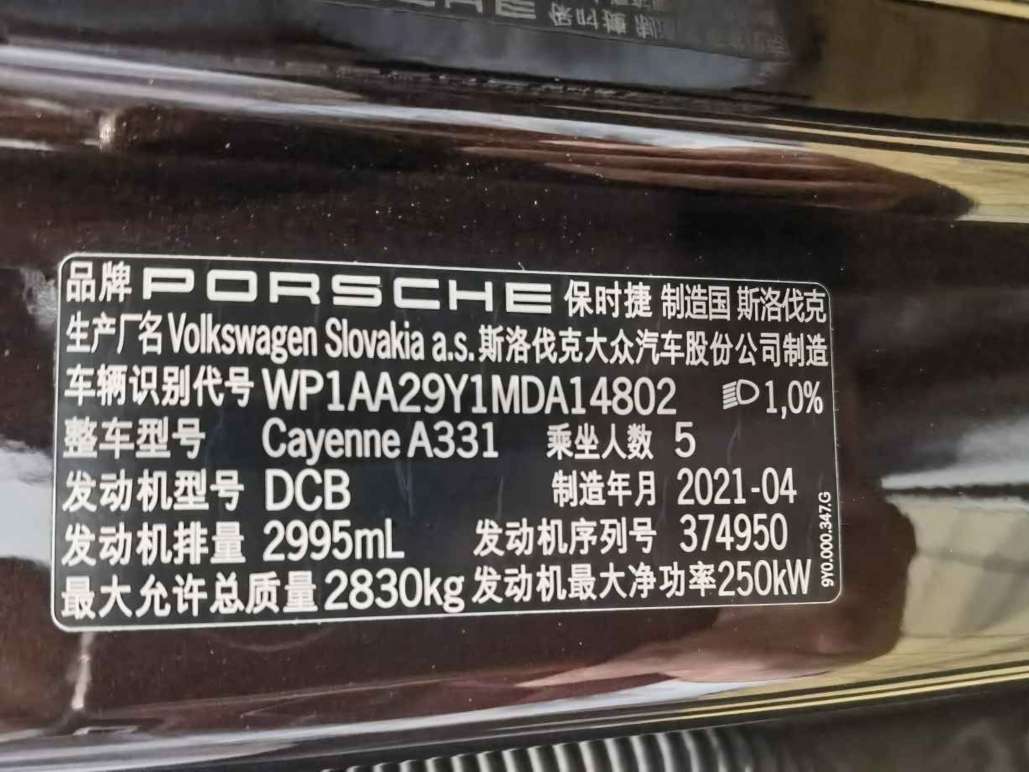 品牌 PORSCHE 保时捷 制造国 斯洛伐克
生产厂名 Volkswagen Slovakia a.s. 斯洛伐克大众汽车股份公司制造
车辆识别代号 WP1AA29Y1MDA14802 1,0%
整车型号 Cayenne A331 乘坐人数 5
发动机型号 DCB 制造年月 2021-04
发动机排量 2995mL 发动机序列号 374950
最大允许总质量 2830kg 发动机最大净功率 250kW
9Y0.000.347.G